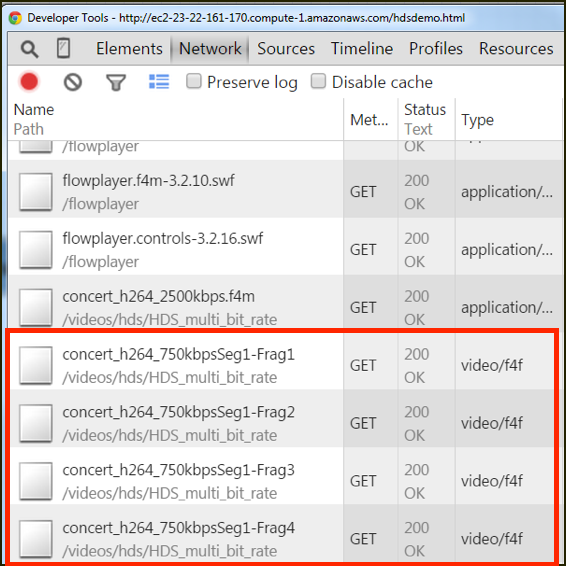 Developer Tools - http://ec2-23-22-161-170.compute-1.amazonaws.com/hdsdemo.html
Elements Network Sources Timeline Profiles Resources
Preserve log Disable cache
Name Met... Status Type
Path Text
/flowplayer OK
flowplayer.f4m-3.2.10.swf GET 200 application/...
/flowplayer OK
flowplayer.controls-3.2.16.swf GET 200 application/...
/flowplayer OK
concert_h264_2500kbps.f4m GET 200 application/...
/videos/hds/HDS_multi_bit_rate OK
concert_h264_750kbpsSeg1-Frag1 GET 200 video/f4f
/videos/hds/HDS_multi_bit_rate OK
concert_h264_750kbpsSeg1-Frag2 GET 200 video/f4f
/videos/hds/HDS_multi_bit_rate OK
concert_h264_750kbpsSeg1-Frag3 GET 200 video/f4f
/videos/hds/HDS_multi_bit_rate OK
concert_h264_750kbpsSeg1-Frag4 GET 200 video/f4f
/videos/hds/HDS_multi_bit_rate OK